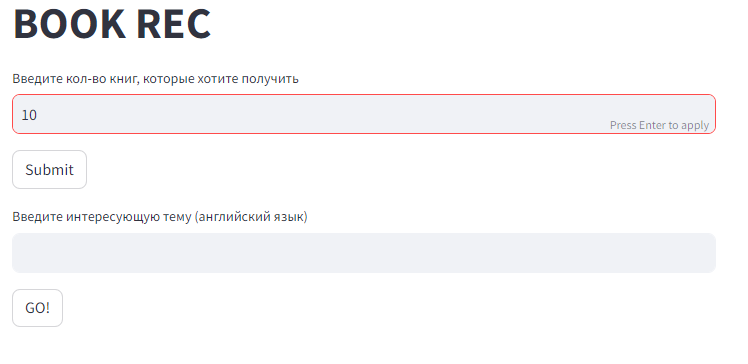 BOOK REC
Введите кол-во книг, которые хотите получить
10
Press Enter to apply
Submit
Введите интересующую тему (английский язык)
GO!